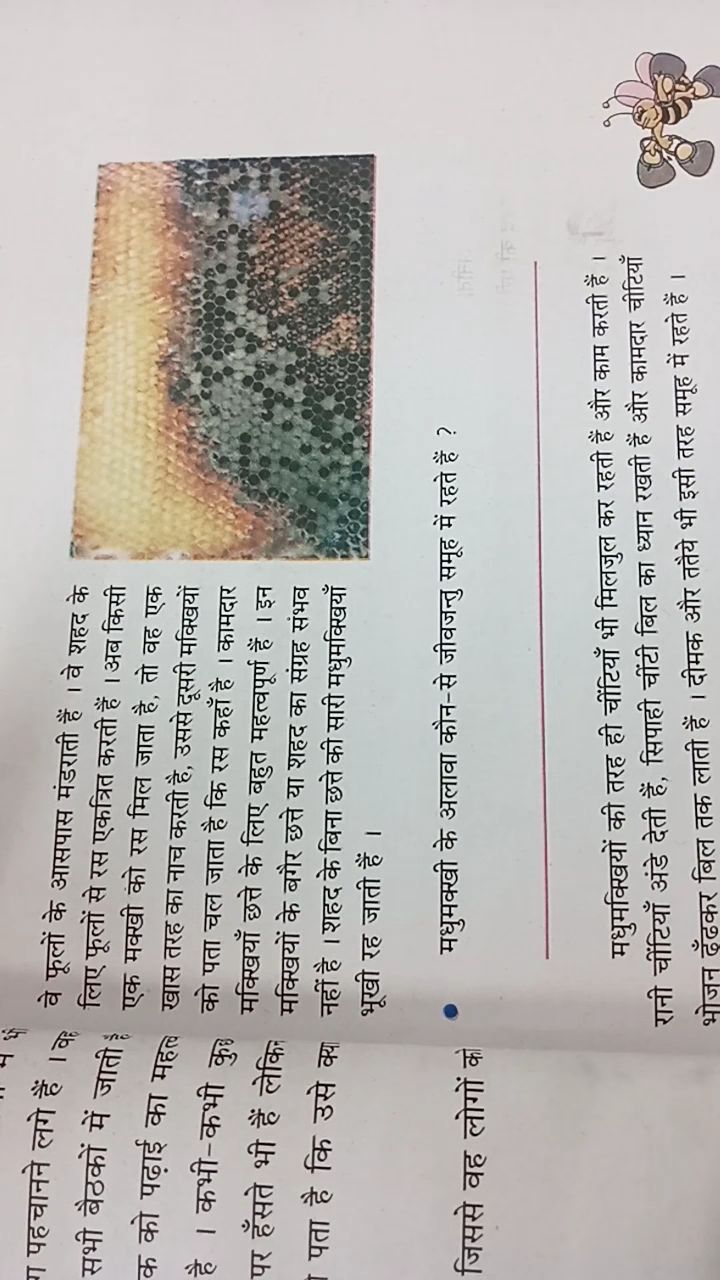 वे फूलों के आसपास मंडराती हैं । वे शहद के
लिए फूलों से रस एकत्रित करती हैं । अब किसी
एक मक्खी को रस मिल जाता है, तो वह एक
खास तरह का नाच करती है, उससे दूसरी मक्खियों
को पता चल जाता है कि रस कहाँ है । कामदार
मक्खियाँ छत्ते के लिए बहुत महत्वपूर्ण हैं । इन
मक्खियों के बगैर छत्ते या शहद का संग्रह संभव
नहीं है । शहद के बिना छत्ते की सारी मधुमक्खियाँ
भूखी रह जाती हैं ।
● मधुमक्खी के अलावा कौन-से जीवजन्तु समूह में रहते हैं ?
मधुमक्खियों की तरह ही चींटियाँ भी मिलजुल कर रहती हैं और काम करती हैं ।
रानी चींटियाँ अंडे देती हैं, सिपाही चींटी बिल का ध्यान रखती हैं और कामदार चीटियाँ
भोजन ढूँढकर बिल तक लाती हैं । दीमक और ततैये भी इसी तरह समूह में रहते हैं ।
पहचानने लगे हैं ।
सभी बैठकों में जाती
को पढ़ाई का
है । कभी-कभी
पर हँसते भी हैं
पता है कि उसे
जिससे वह लोगों